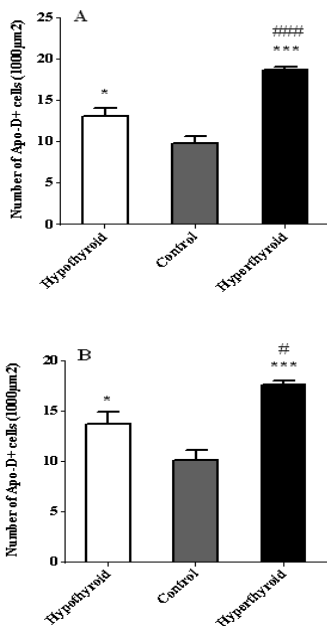 A
Number of Apo-D+ cells (1000µm2)
25
20
15
10
5
0
*
####
***
Hypothyroid
Control
Hyperthyroid
B
Number of Apo-D+ cells (1000µm2)
20
15
10
5
0
*
#
***
Hypothyroid
Control
Hyperthyroid